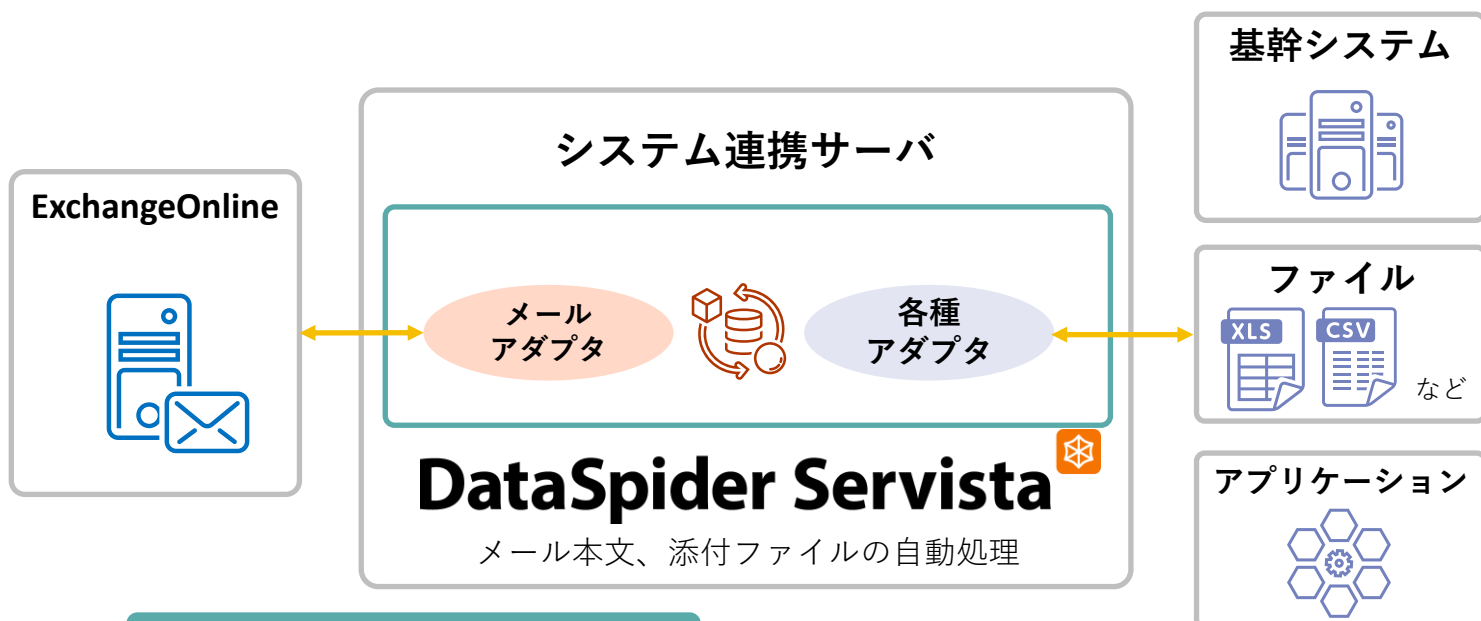 ExchangeOnline
システム連携サーバ
メール
アダプタ
各種
アダプタ
DataSpider Servista
メール本文、添付ファイルの自動処理
基幹システム
ファイル
XLS
CSV
など
アプリケーション